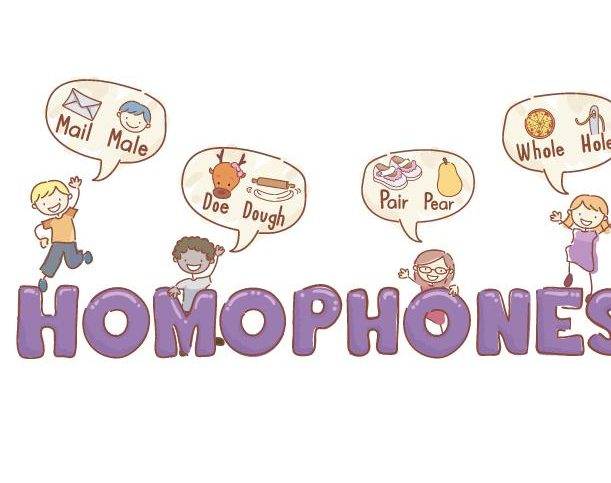 Mail Male
Doe Dough
Pair Pear
Whole Hole
HOMOPHONES